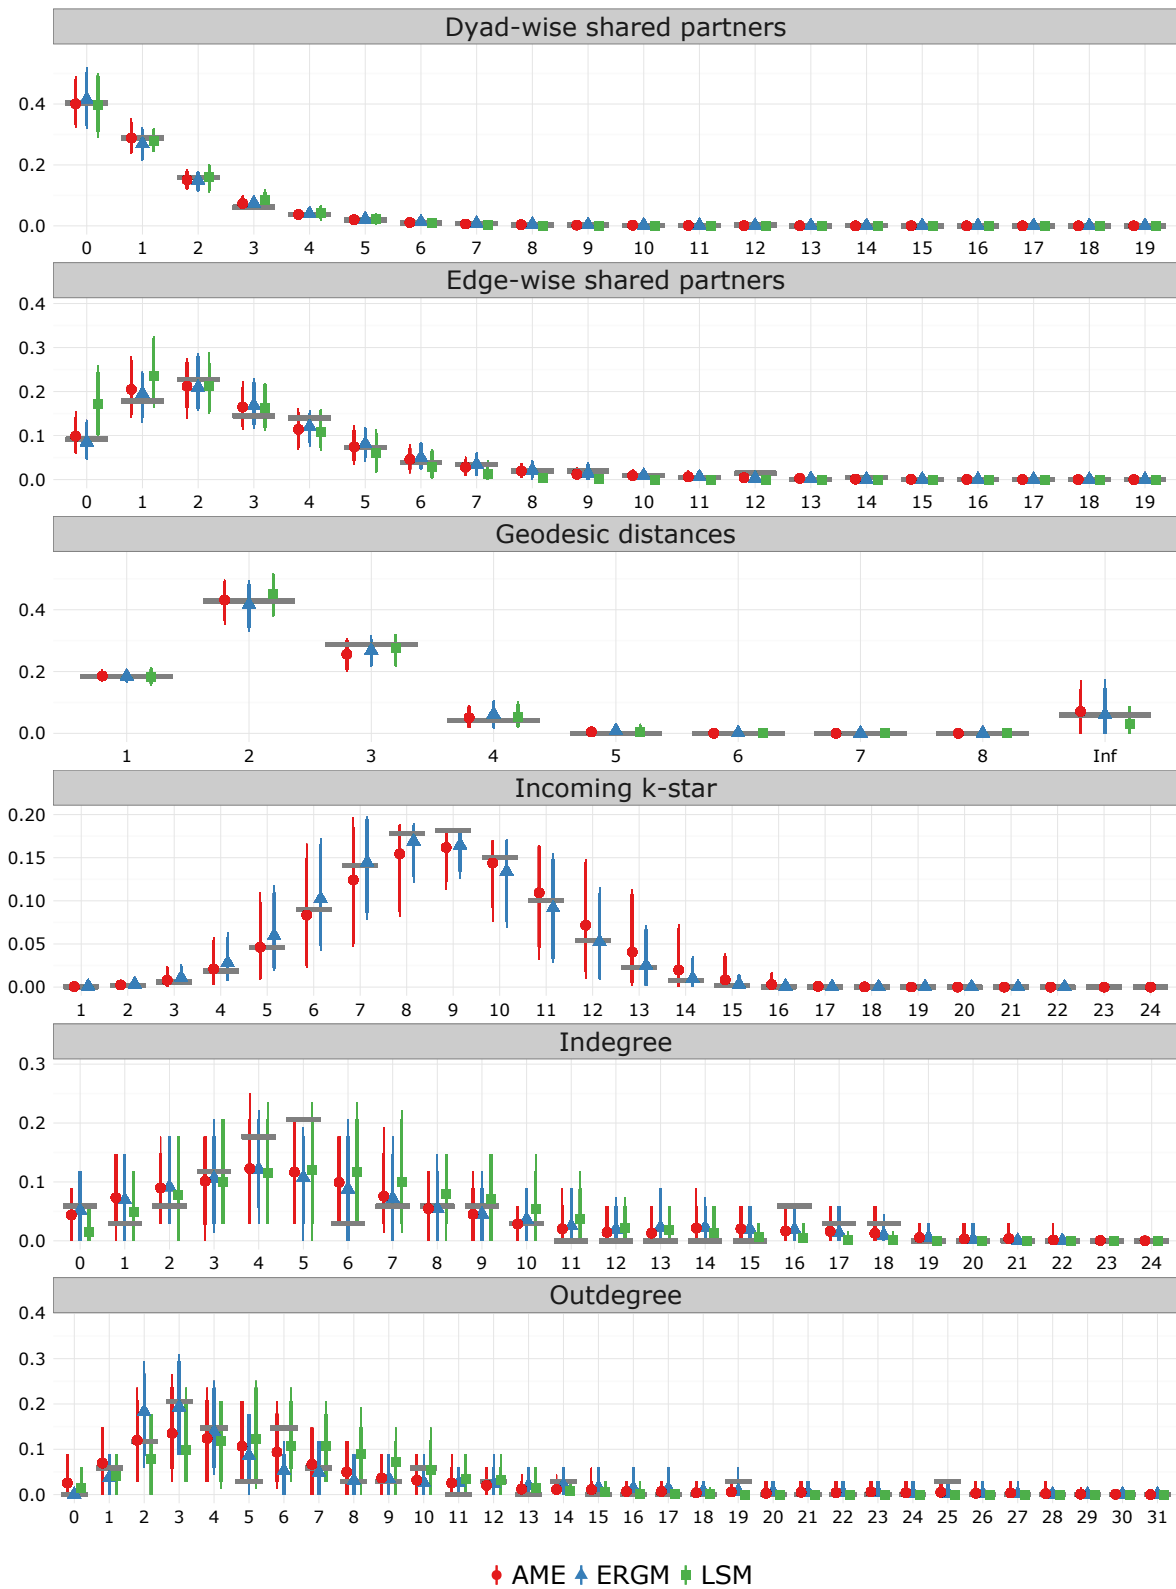 Dyad-wise shared partners
0.4
0.2
0.0
0 1 2 3 4 5 6 7 8 9 10 11 12 13 14 15 16 17 18 19
Edge-wise shared partners
0.4
0.3
0.2
0.1
0.0
0 1 2 3 4 5 6 7 8 9 10 11 12 13 14 15 16 17 18 19
Geodesic distances
0.4
0.2
0.0
1 2 3 4 5 6 7 8 Inf
Incoming k-star
0.20
0.15
0.10
0.05
0.00
1 2 3 4 5 6 7 8 9 10 11 12 13 14 15 16 17 18 19 20 21 22 23 24
Indegree
0.3
0.2
0.1
0.0
0 1 2 3 4 5 6 7 8 9 10 11 12 13 14 15 16 17 18 19 20 21 22 23 24
Outdegree
0.4
0.3
0.2
0.1
0.0
0 1 2 3 4 5 6 7 8 9 10 11 12 13 14 15 16 17 18 19 20 21 22 23 24 25 26 27 28 29 30 31
AME ERGM LSM